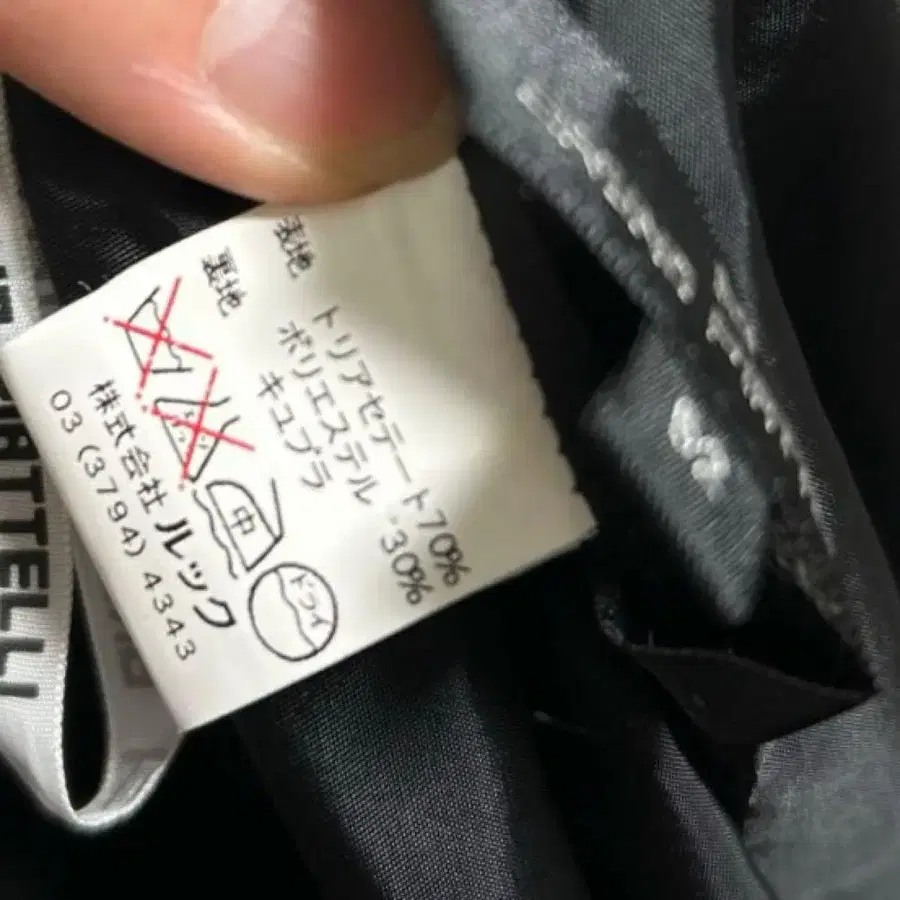 表地 トリアセテート70%
ポリエステル 30%
裏地 キュプラ
中
ドライ
株式会社 ルック
03 (3794) 4343
S